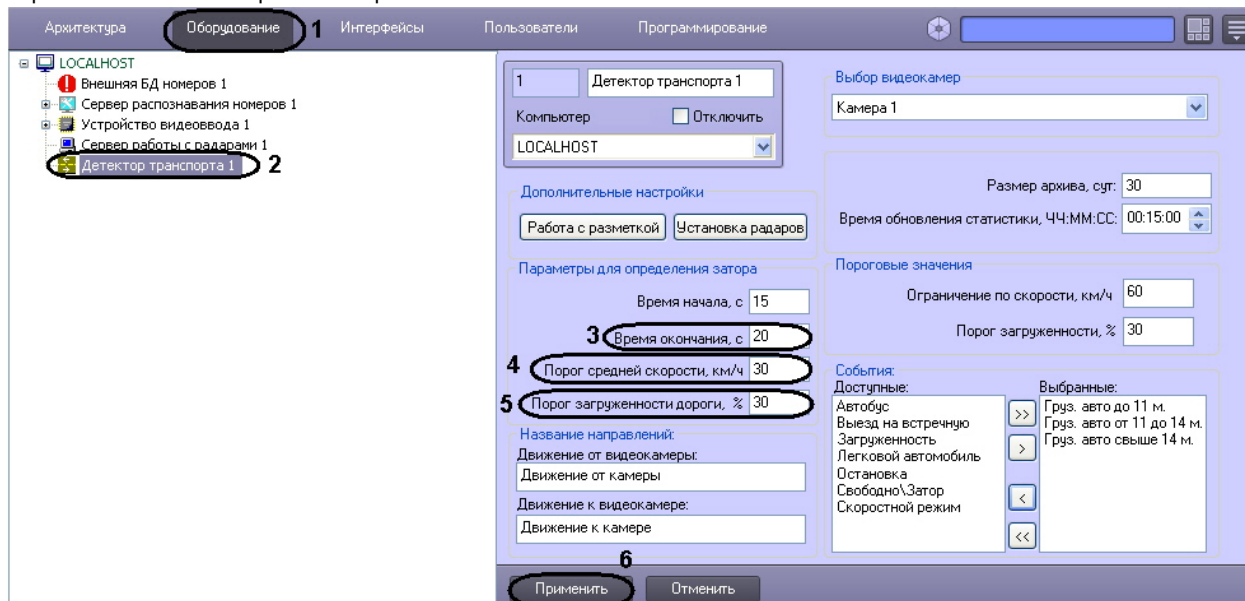 Архитектура Оборудование 1 Интерфейсы Пользователи Программирование
LOCALHOST
Внешняя БД номеров 1
Сервер распознавания номеров 1
Устройство видеоввода 1
Сервер работы с радарами 1
Детектор транспорта 1 2
1 Детектор транспорта 1
Компьютер Отключить
LOCALHOST
Дополнительные настройки
Работа с разметкой Установка радаров
Параметры для определения затора
Время начала, с 15
3 Время окончания, с 20
4 Порог средней скорости, км/ч 30
5 Порог загруженности дороги, % 30
Название направлений:
Движение от видеокамеры:
Движение от камеры
Движение к видеокамере:
Движение к камере
Выбор видеокамер
Камера 1
Размер архива, сут: 30
Время обновления статистики, ЧЧ:ММ:СС: 00:15:00
Пороговые значения
Ограничение по скорости, км/ч 60
Порог загруженности, % 30
События:
Доступные:
Автобус
Выезд на встречную
Загруженность
Легковой автомобиль
Остановка
Свободно\Затор
Скоростной режим
>>
>
<
<<
Выбранные:
Груз. авто до 11 м.
Груз. авто от 11 до 14 м.
Груз. авто свыше 14 м.
6
Применить Отменить